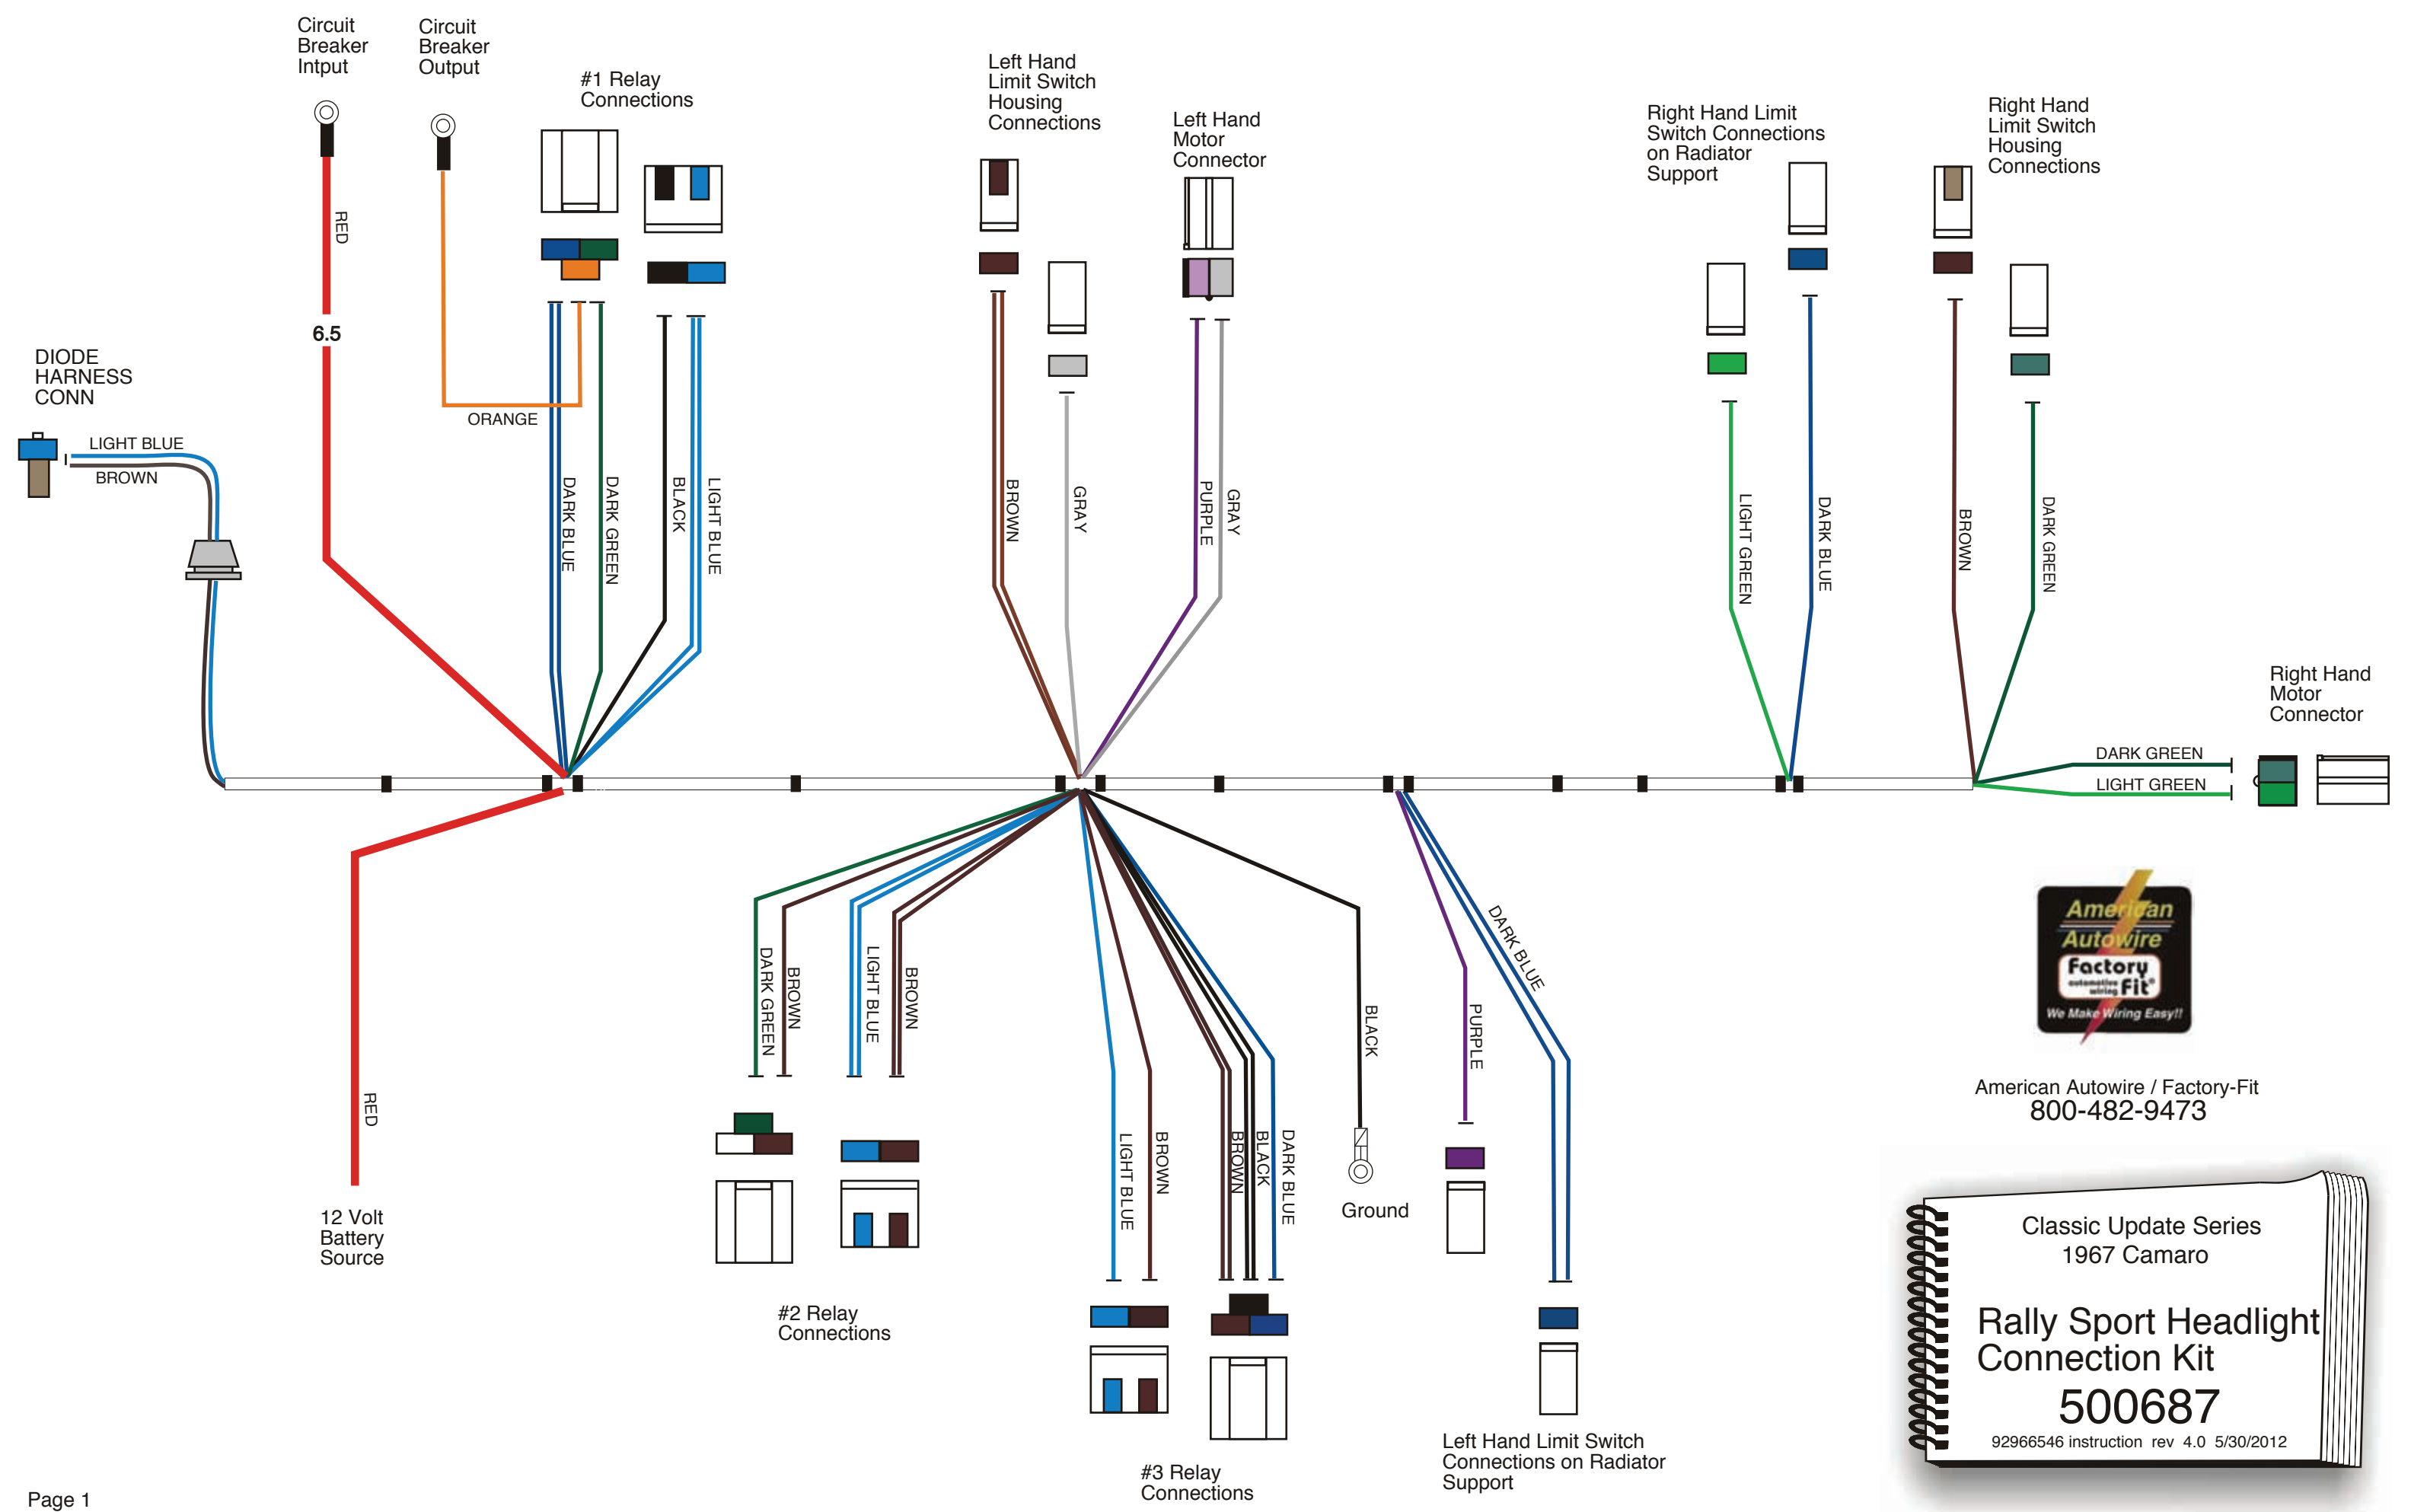 Circuit
Breaker
Intput
Circuit
Breaker
Output
#1 Relay
Connections
Left Hand
Limit Switch
Housing
Connections
Left Hand
Motor
Connector
Right Hand Limit
Switch Connections
on Radiator
Support
Right Hand
Limit Switch
Housing
Connections
RED
6.5
DIODE
HARNESS
CONN
LIGHT BLUE
BROWN
ORANGE
DARK BLUE
DARK GREEN
BLACK
LIGHT BLUE
BROWN
GRAY
PURPLE
GRAY
LIGHT GREEN
DARK BLUE
BROWN
DARK GREEN
Right Hand
Motor
Connector
DARK GREEN
LIGHT GREEN
RED
12 Volt
Battery
Source
DARK GREEN
BROWN
LIGHT BLUE
BROWN
#2 Relay
Connections
LIGHT BLUE
BROWN
BROWN
BLACK
DARK BLUE
#3 Relay
Connections
BLACK
Ground
PURPLE
DARK BLUE
Left Hand Limit Switch
Connections on Radiator
Support
American
Autowire
Factory
automotive
wiring Fit®
We Make Wiring Easy!!
American Autowire / Factory-Fit
800-482-9473
Classic Update Series
1967 Camaro
Rally Sport Headlight
Connection Kit
500687
92966546 instruction rev 4.0 5/30/2012
Page 1